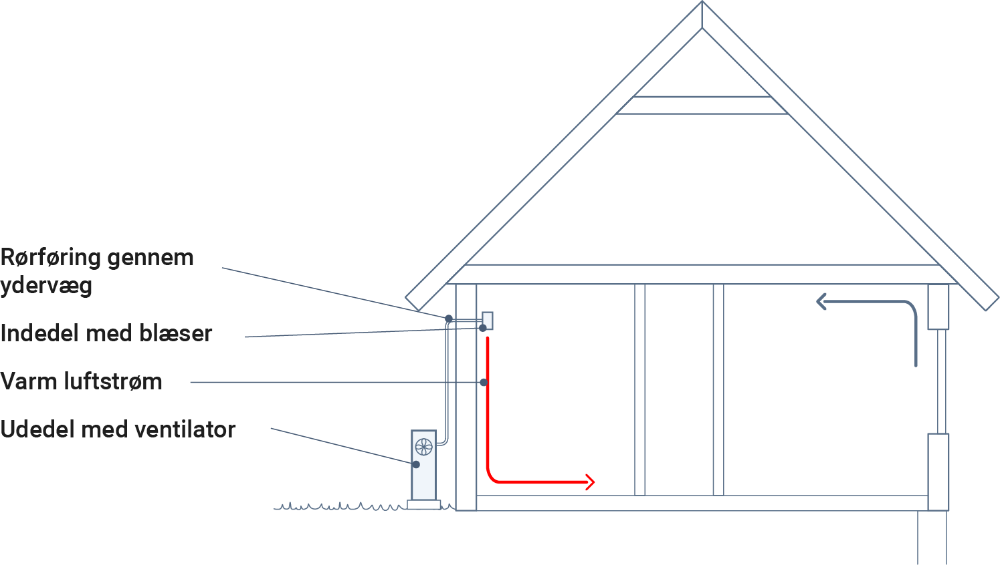 Rørføring gennem
ydervæg
Indedel med blæser
Varm luftstrøm
Udedel med ventilator